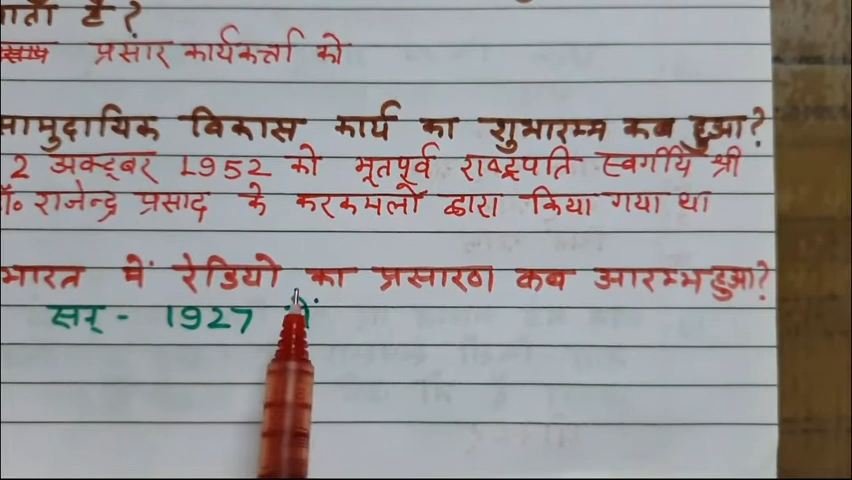 है?
प्रसार कार्यकर्त्ता को
सामुदायिक विकास कार्य का शुभारम्भ कब हुआ?
2 अक्टूबर 1952 को भूतपूर्व राष्ट्रपति स्वर्गीय श्री
डॉ॰ राजेन्द्र प्रसाद के करकमलों द्वारा किया गया था
भारत में रेडियो का प्रसारण कब आरम्भ हुआ?
सन् - 1927 में